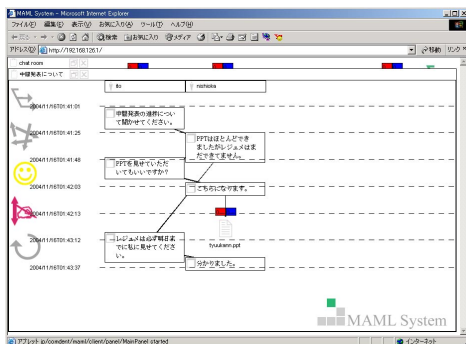 MAML System - Microsoft Internet Explorer
ファイル(F) 編集(E) 表示(V) お気に入り(A) ツール(T) ヘルプ(H)
検索 お気に入り メディア
アドレス(D) http://192.168.126.1/ 移動 リンク
chat room
中間発表について
ito nishioka
2004/11/16T01:41:01
中間発表の進捗につい
て聞かせてください。
2004/11/16T01:41:25
PPTはほとんどでき
ましたがレジュメはま
だできてません。
2004/11/16T01:41:48
PPTを見せていただ
いてもいいですか?
2004/11/16T01:42:03
こちらになります。
2004/11/16T01:42:13
tyuukann.ppt
2004/11/16T01:43:12
レジュメは必ず明日ま
でに私に見せてくださ
い。
2004/11/16T01:43:37
分かりました。
MAML System
アプレット jp/comdent/maml/client/panel/MainPanel started インターネット